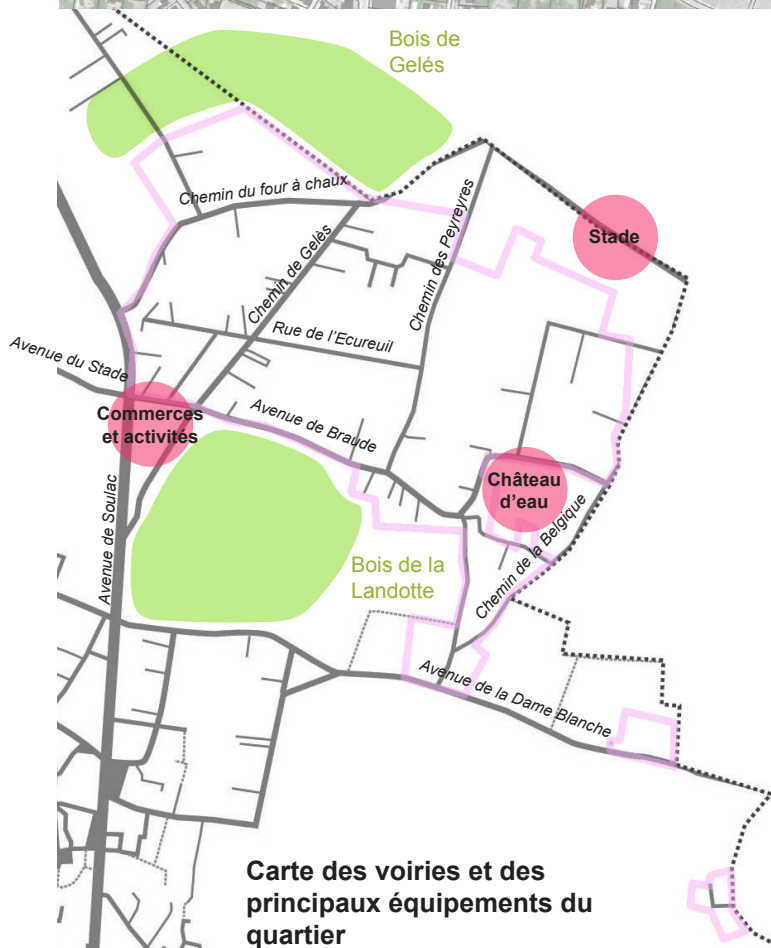 Bois de
Gelés
Chemin du four à chaux
Chemin de Gelès
Chemin des Peyreyres
Stade
Rue de l'Ecureuil
Avenue du Stade
Commerces
et activités
Avenue de Braude
Château
d'eau
Avenue de Soulac
Bois de la
Landotte
Chemin de la Belgique
Avenue de la Dame Blanche
Carte des voiries et des
principaux équipements du
quartier